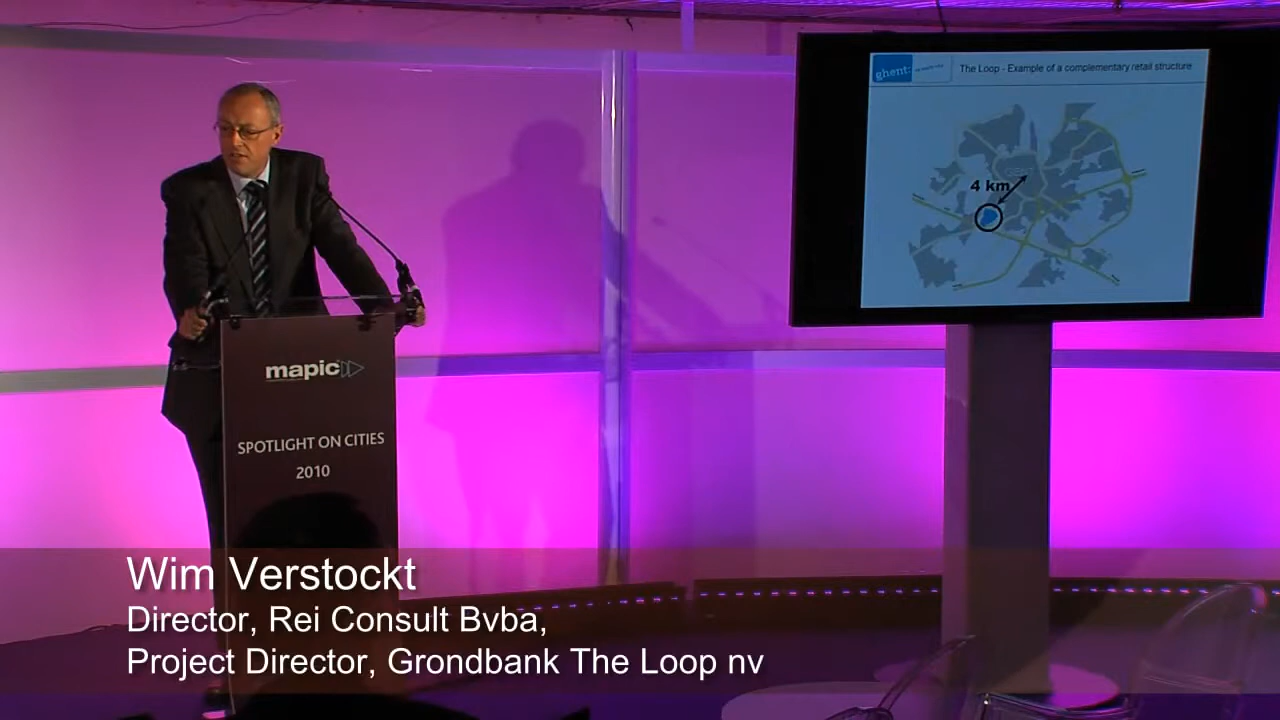 ghent:
The Loop - Example of a complementary retail structure
4 km
mapic
SPOTLIGHT ON CITIES
2010
Wim Verstockt
Director, Rei Consult Bvba,
Project Director, Grondbank The Loop nv